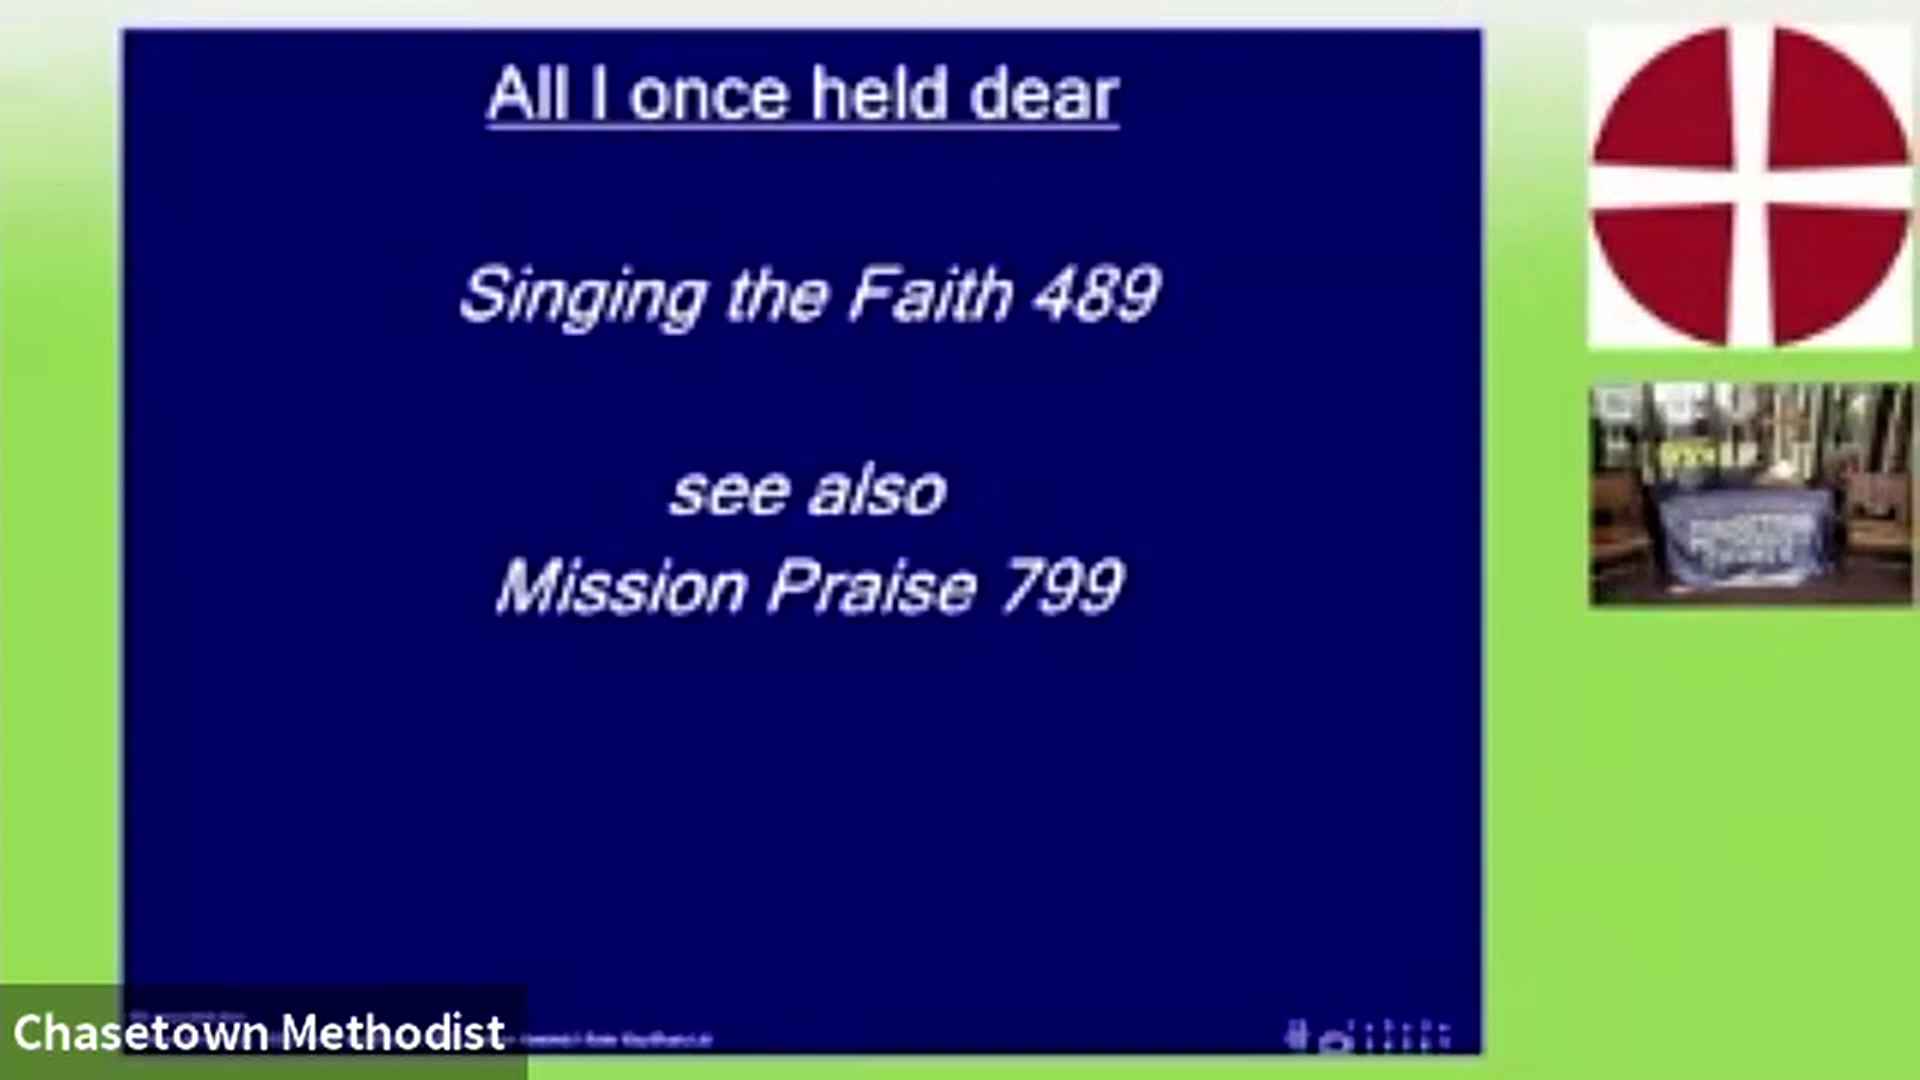 All I once held dear
Singing the Faith 489
see also
Mission Praise 799
Chasetown Methodist